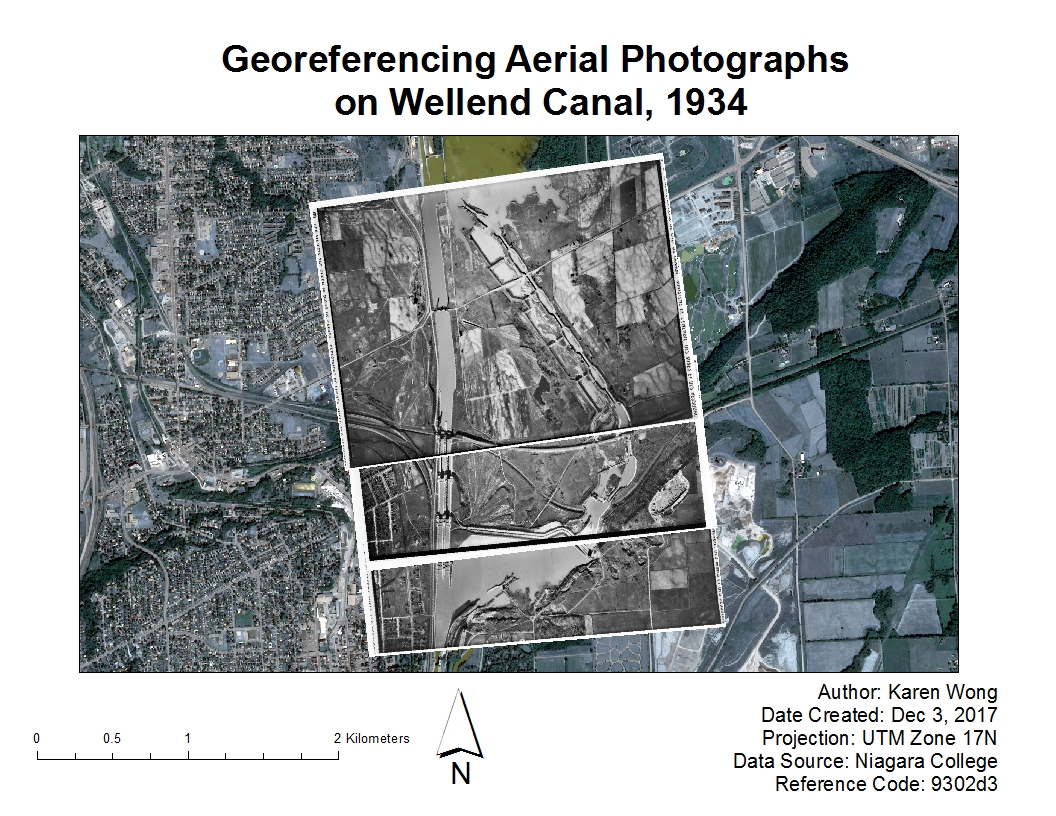 Georeferencing Aerial Photographs
on Wellend Canal, 1934
0 0.5 1 2 Kilometers
N
Author: Karen Wong
Date Created: Dec 3, 2017
Projection: UTM Zone 17N
Data Source: Niagara College
Reference Code: 9302d3